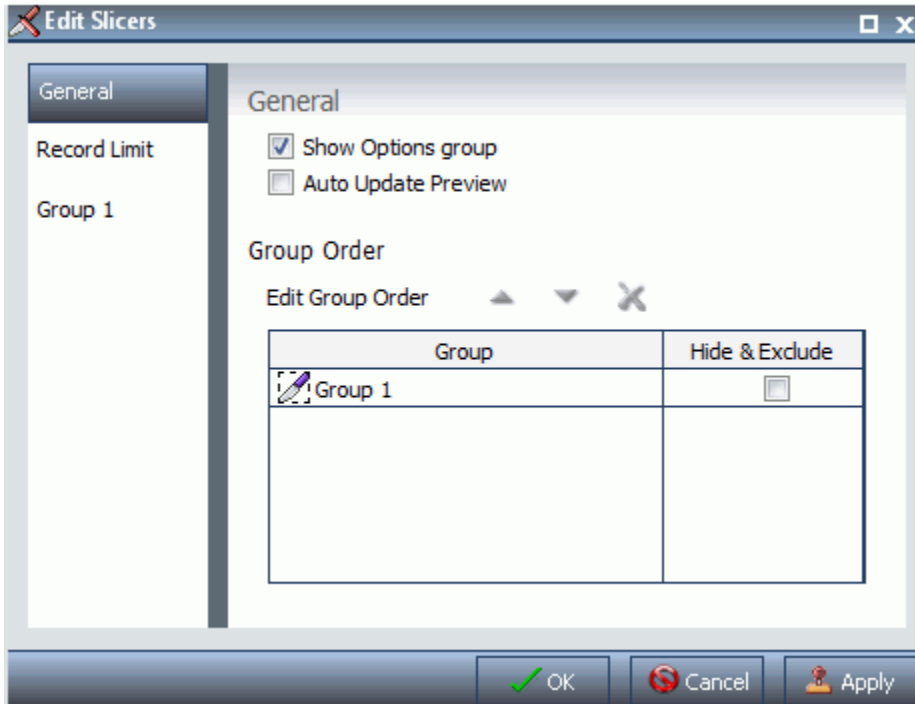 Edit Slicers
General
Record Limit
Group 1
General
Show Options group
Auto Update Preview
Group Order
Edit Group Order
Group Hide & Exclude
Group 1
OK Cancel Apply